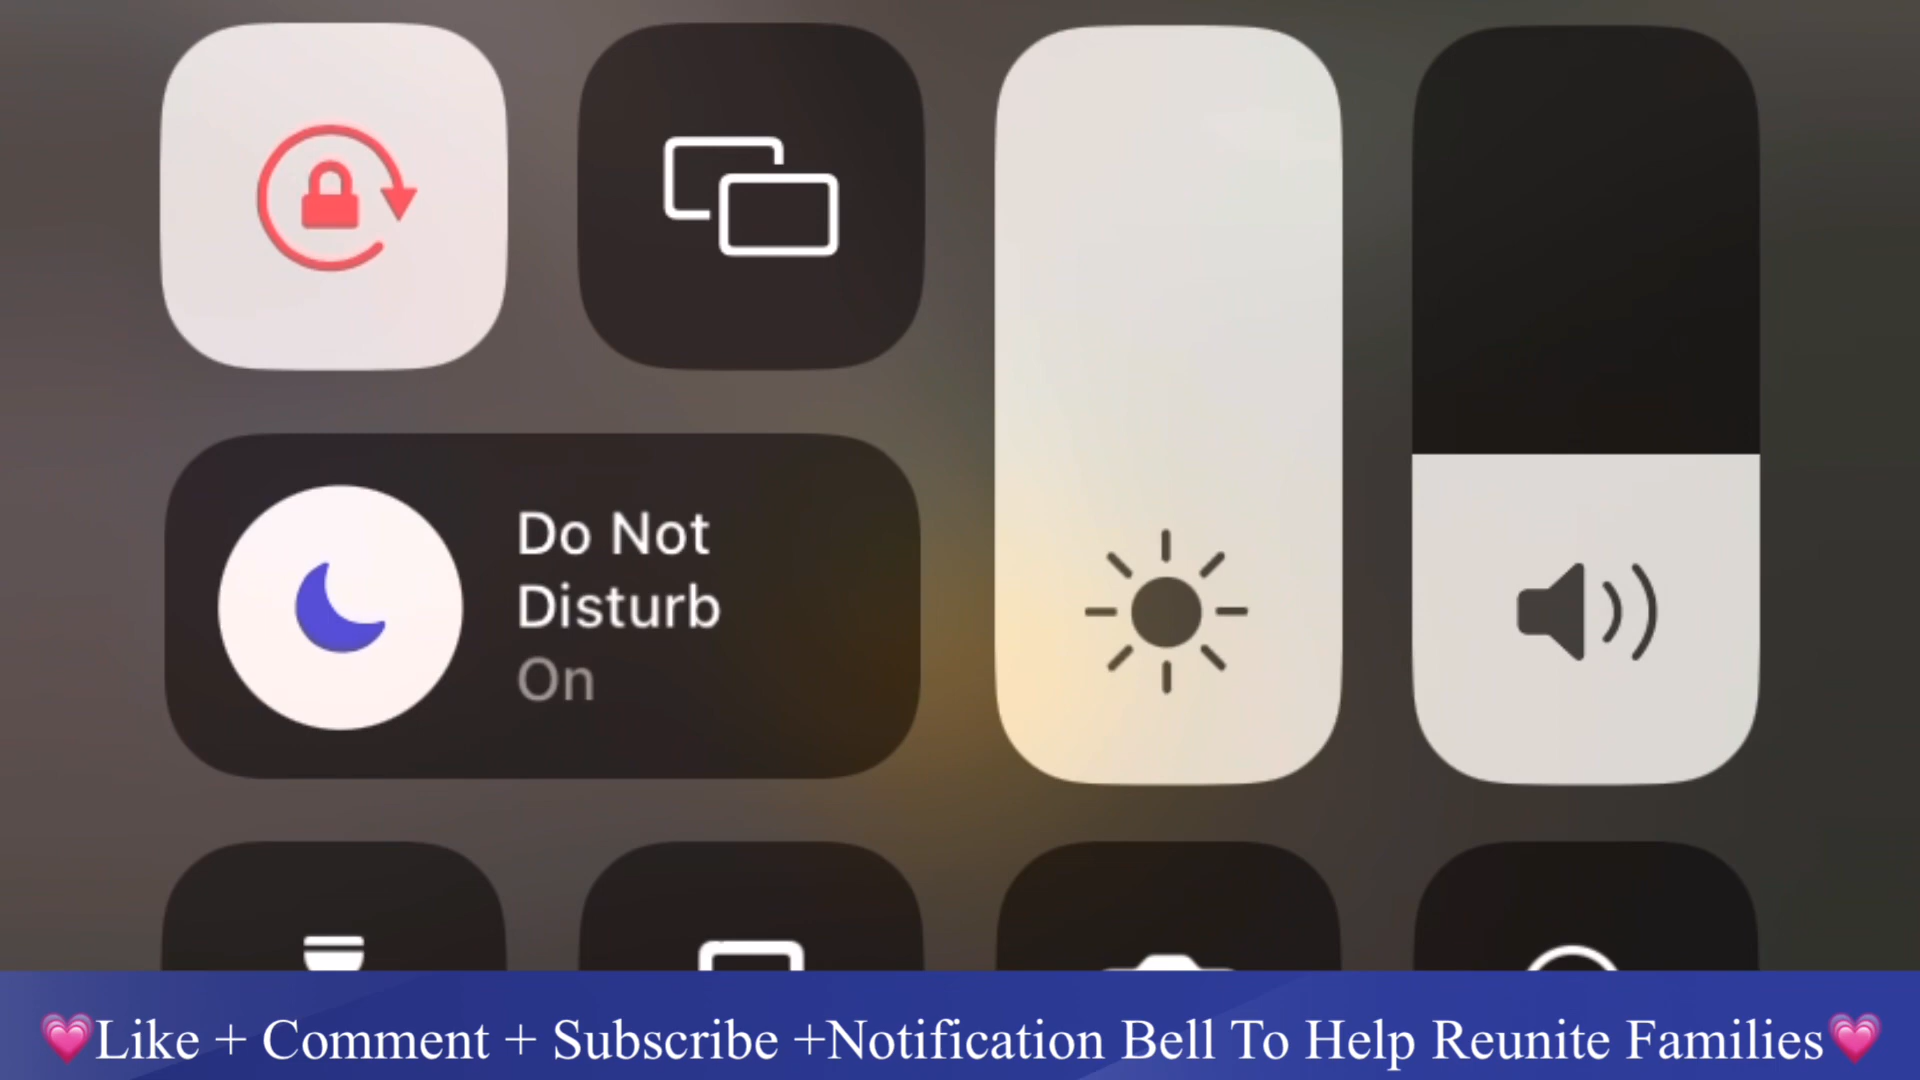 Do Not
Disturb
On
💗Like + Comment + Subscribe +Notification Bell To Help Reunite Families💗